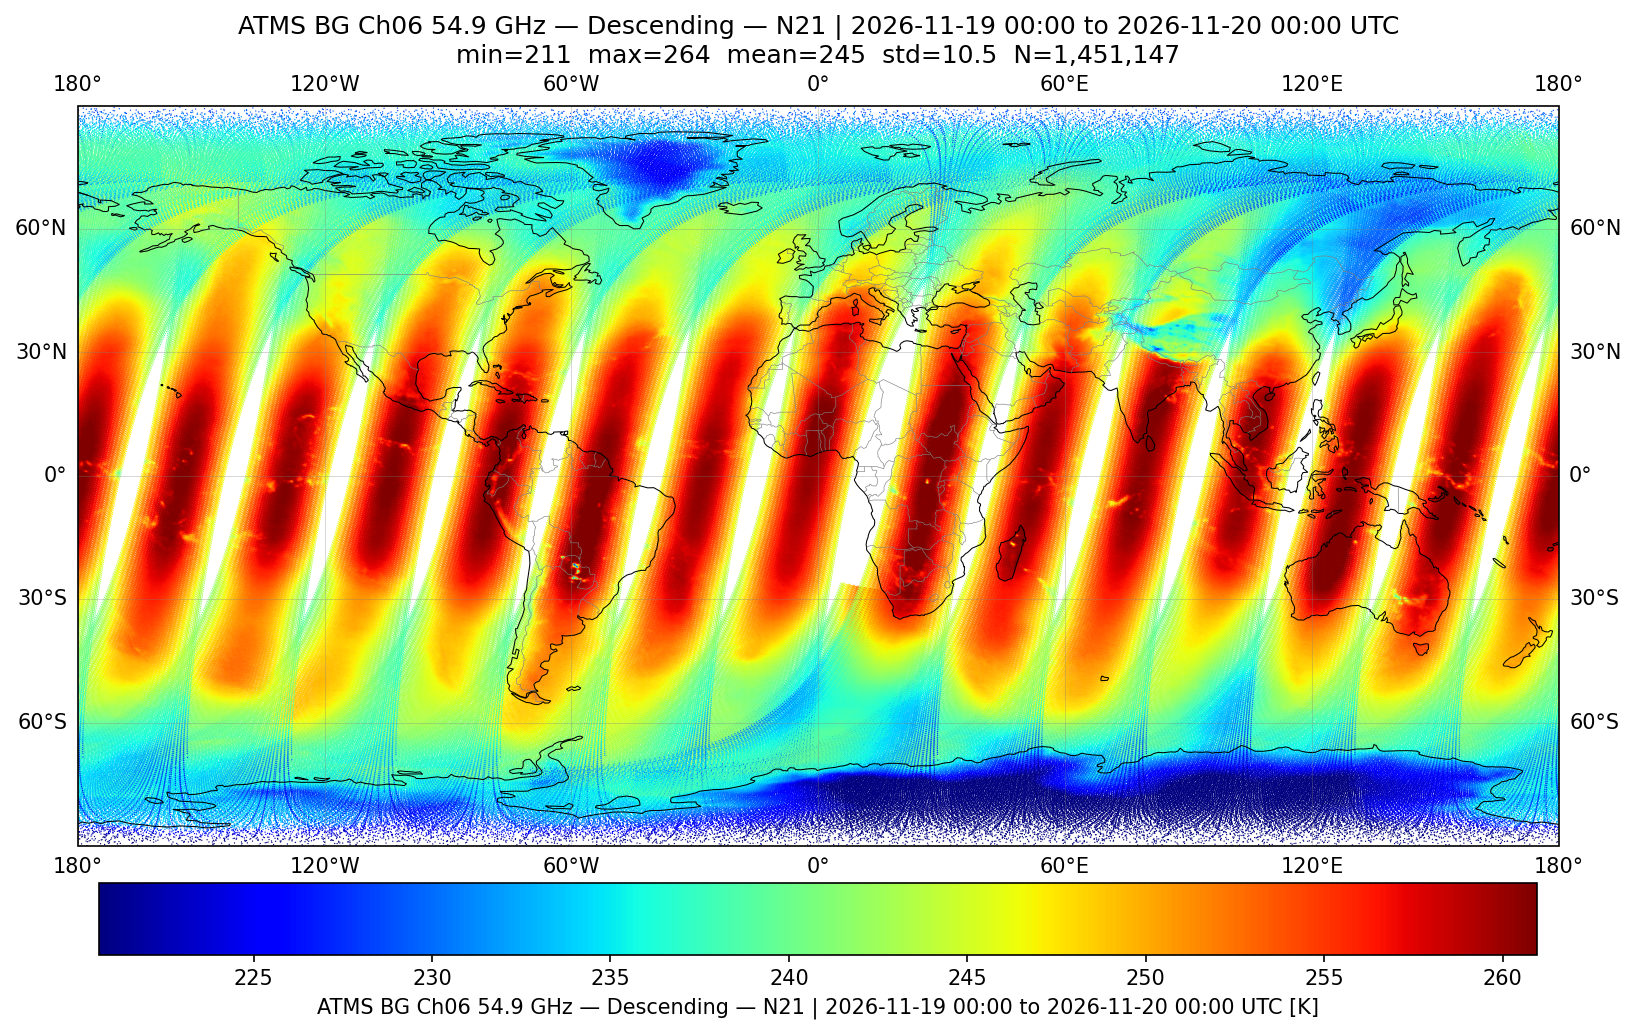 ATMS BG Ch06 54.9 GHz — Descending — N21 | 2026-11-19 00:00 to 2026-11-20 00:00 UTC
min=211 max=264 mean=245 std=10.5 N=1,451,147
180° 120°W 60°W 0° 60°E 120°E 180°
60°N 60°N
30°N 30°N
0° 0°
30°S 30°S
60°S 60°S
180° 120°W 60°W 0° 60°E 120°E 180°
225 230 235 240 245 250 255 260
ATMS BG Ch06 54.9 GHz — Descending — N21 | 2026-11-19 00:00 to 2026-11-20 00:00 UTC [K]